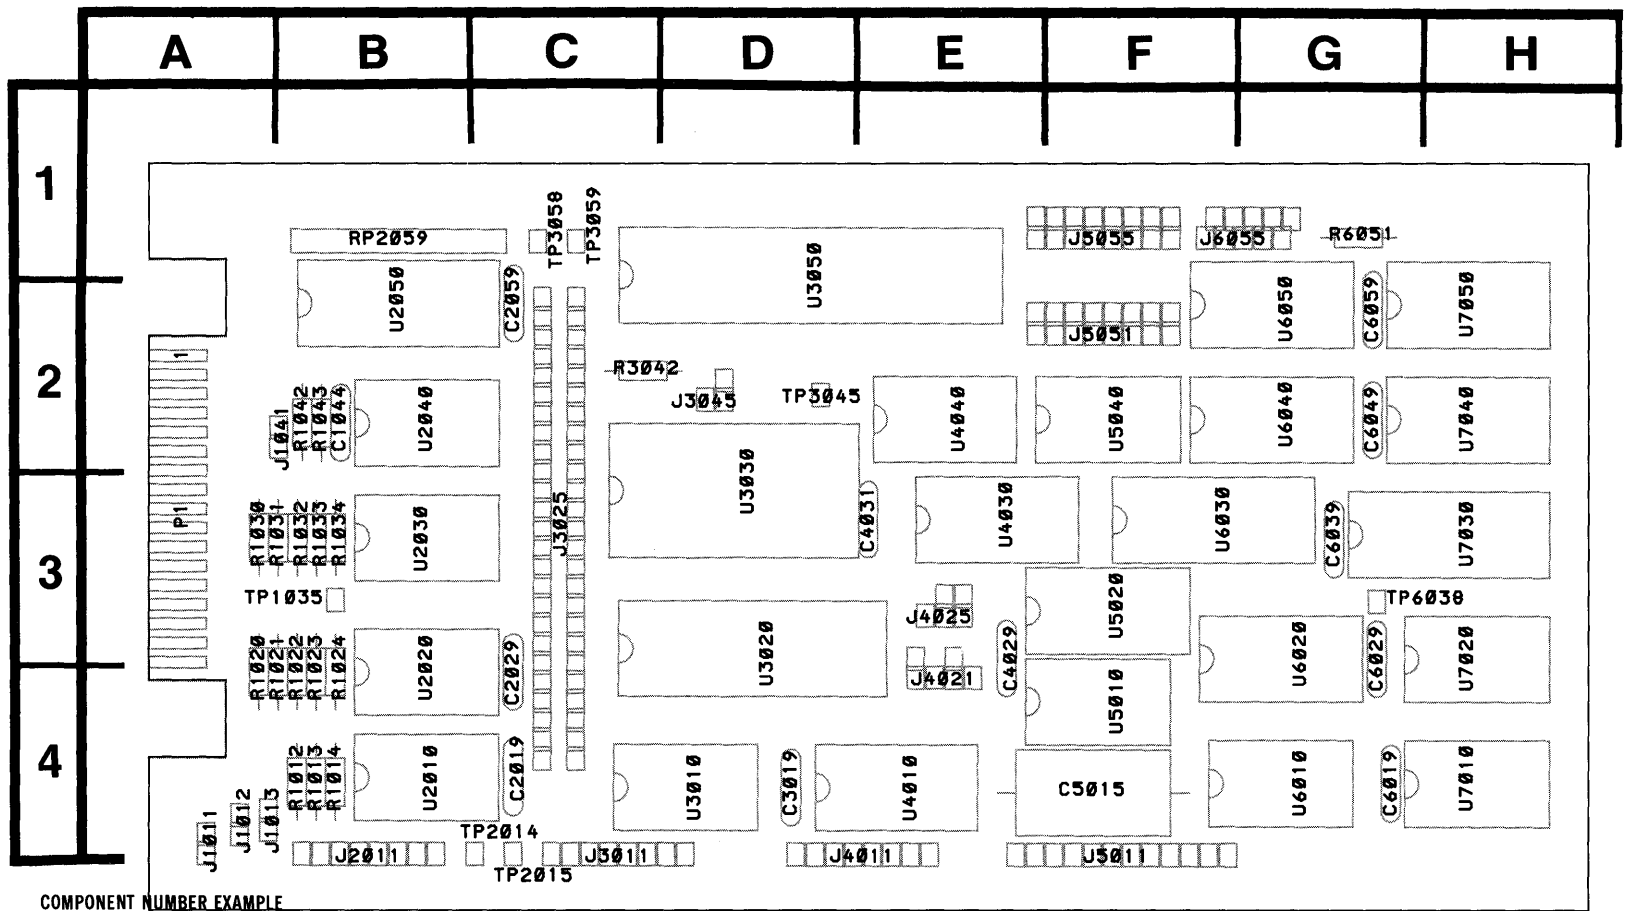 A B C D E F G H
1
TP3058
TP3059
RP2059
J5055
J6055
R6051
U2050
C2059
U3050
J5051
U6050
C6059
U7050
2
1
R3042
J3045
TP3045
J1041
R1042
R1043
C1044
U2040
U4040
U5040
U6040
C6049
U7040
3
P1
R1030
R1031
R1032
R1033
R1034
U2030
J3025
U3030
C4031
U4030
U6030
C6039
U7030
TP1035
J4025
U5020
TP6038
R1020
R1021
R1022
R1023
R1024
U2020
C2029
U3020
J4021
C4029
U5010
U6020
C6029
U7020
4
R1012
R1013
R1014
U2010
C2019
U3010
C3019
U4010
C5015
U6010
C6019
U7010
J1011
J1012
J1013
TP2014
J2011
TP2015
J3011
J4011
J5011
COMPONENT NUMBER EXAMPLE